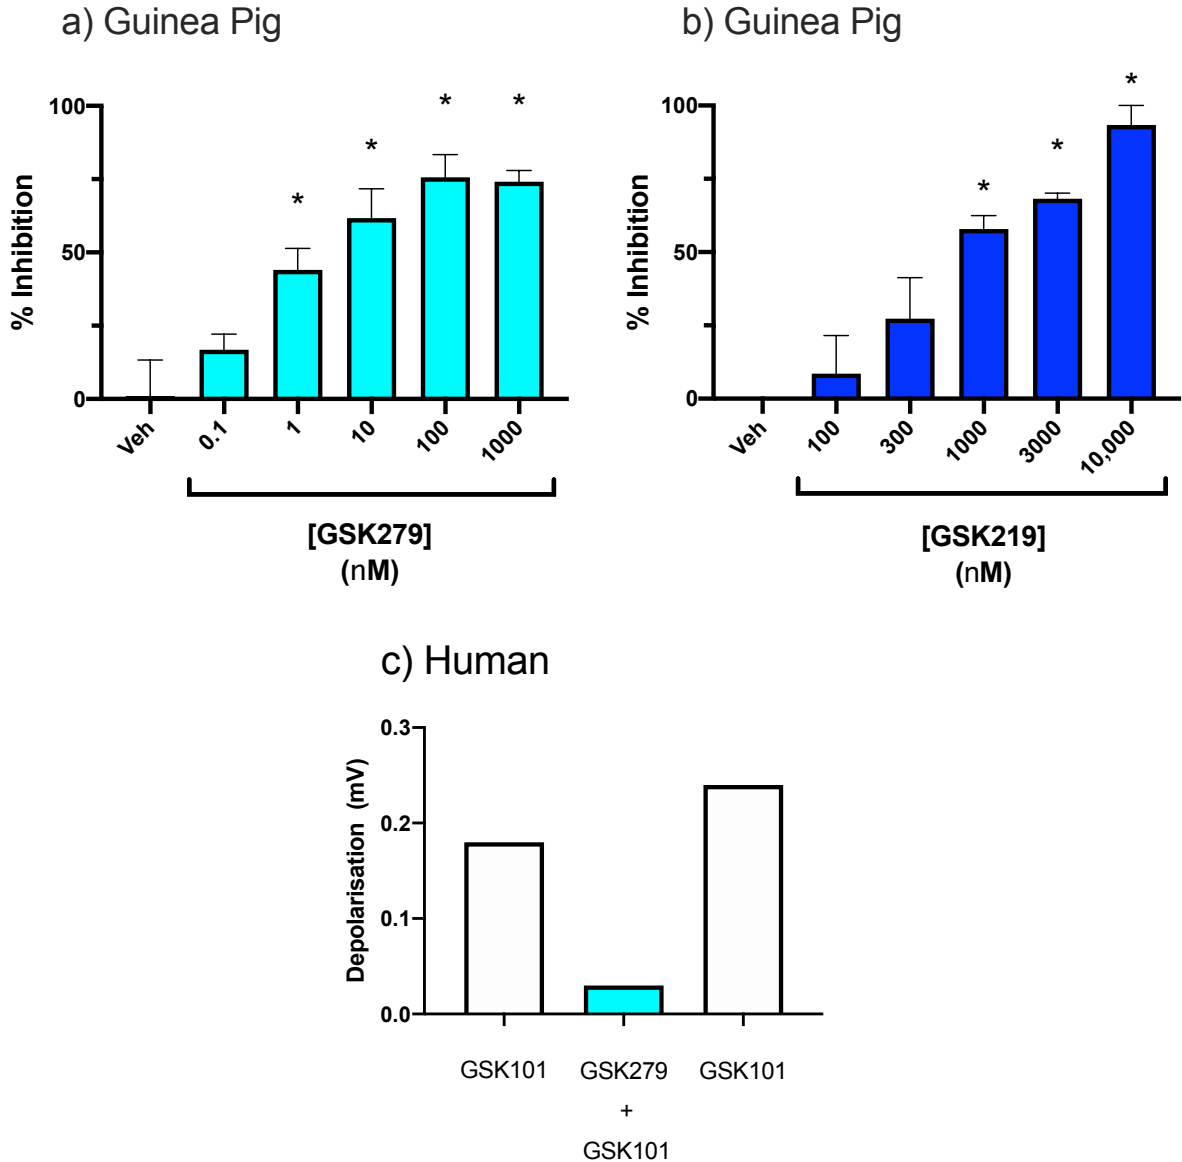 a) Guinea Pig
% Inhibition
100
50
0
* * * *
Veh 0.1 1 10 100 1000
[GSK279]
(nM)
b) Guinea Pig
% Inhibition
100
50
0
* * *
Veh 100 300 1000 3000 10,000
[GSK219]
(nM)
c) Human
Depolarisation (mV)
0.3
0.2
0.1
0.0
GSK101 GSK279 GSK101
+
GSK101